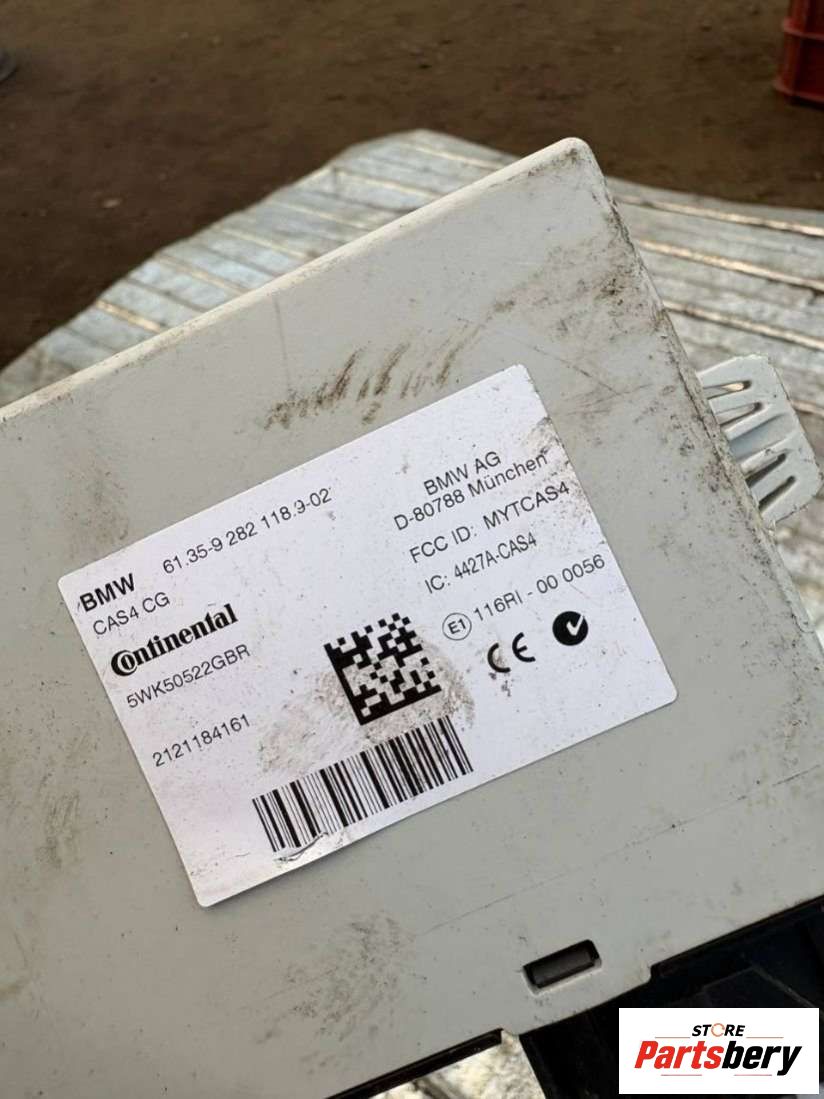 BMW 61.35-9 282 118.9-02
CAS4 CG
Continental
5WK50522GBR
2121184161
BMW AG
D-80788 München
FCC ID: MYTCAS4
IC: 4427A-CAS4
E1 116RI - 00 0056
CE
STORE
Partsbery